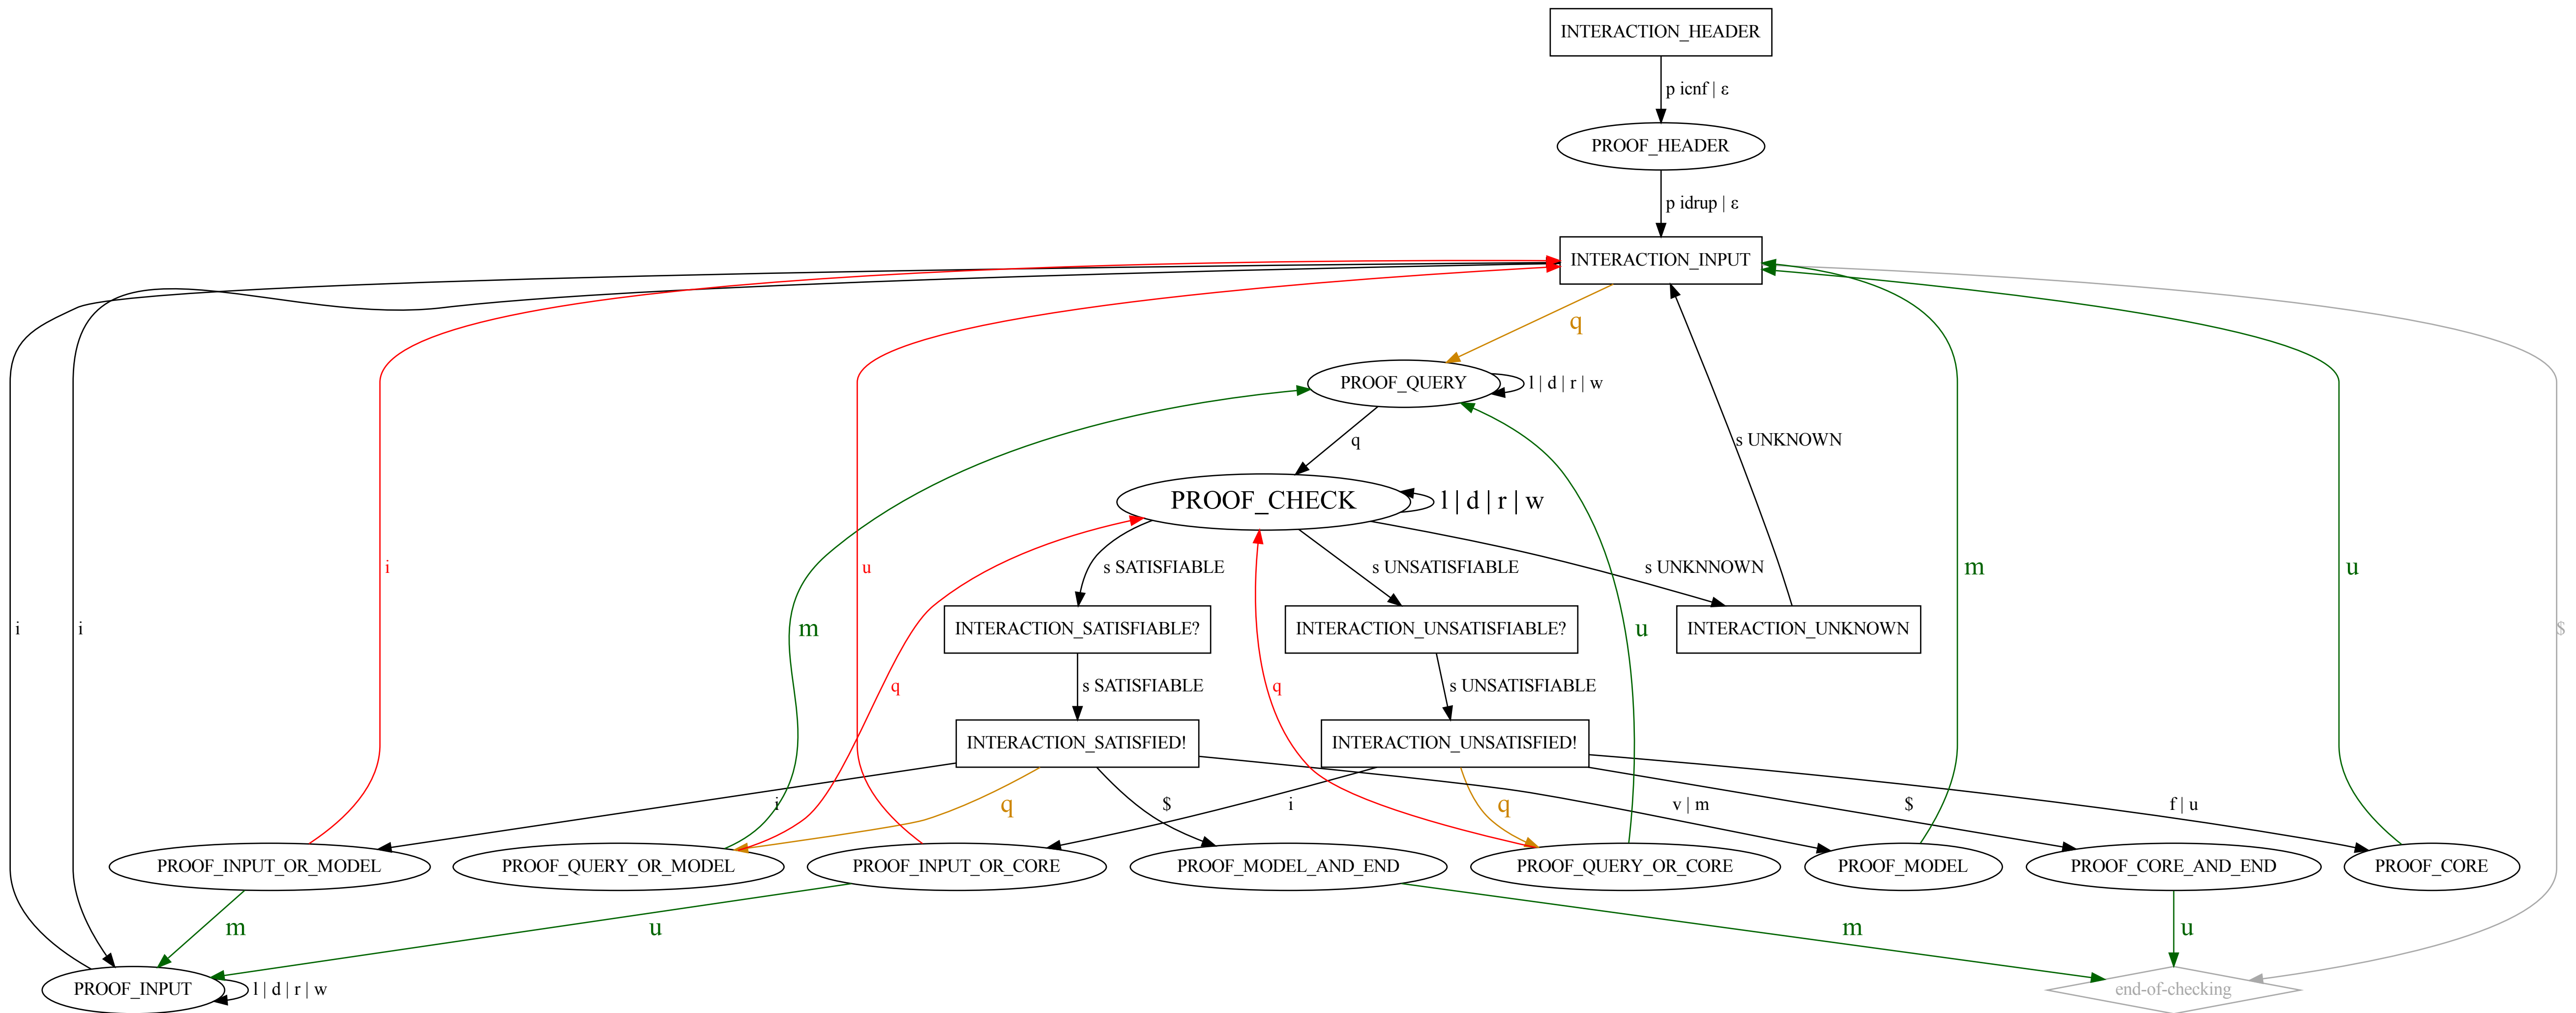 INTERACTION_HEADER
p icnf | ε
PROOF_HEADER
p idrup | ε
INTERACTION_INPUT
q
PROOF_QUERY
l | d | r | w
q
s UNKNOWN
PROOF_CHECK
l | d | r | w
i
u
s SATISFIABLE
s UNSATISFIABLE
s UNKNNOWN
m
u
i
i
m
INTERACTION_SATISFIABLE?
INTERACTION_UNSATISFIABLE?
u
INTERACTION_UNKNOWN
$
q
s SATISFIABLE
q
s UNSATISFIABLE
INTERACTION_SATISFIED!
INTERACTION_UNSATISFIED!
i
q
$
i
q
v | m
$
f | u
PROOF_INPUT_OR_MODEL
PROOF_QUERY_OR_MODEL
PROOF_INPUT_OR_CORE
PROOF_MODEL_AND_END
PROOF_QUERY_OR_CORE
PROOF_MODEL
PROOF_CORE_AND_END
PROOF_CORE
m
u
m
u
PROOF_INPUT
l | d | r | w
end-of-checking